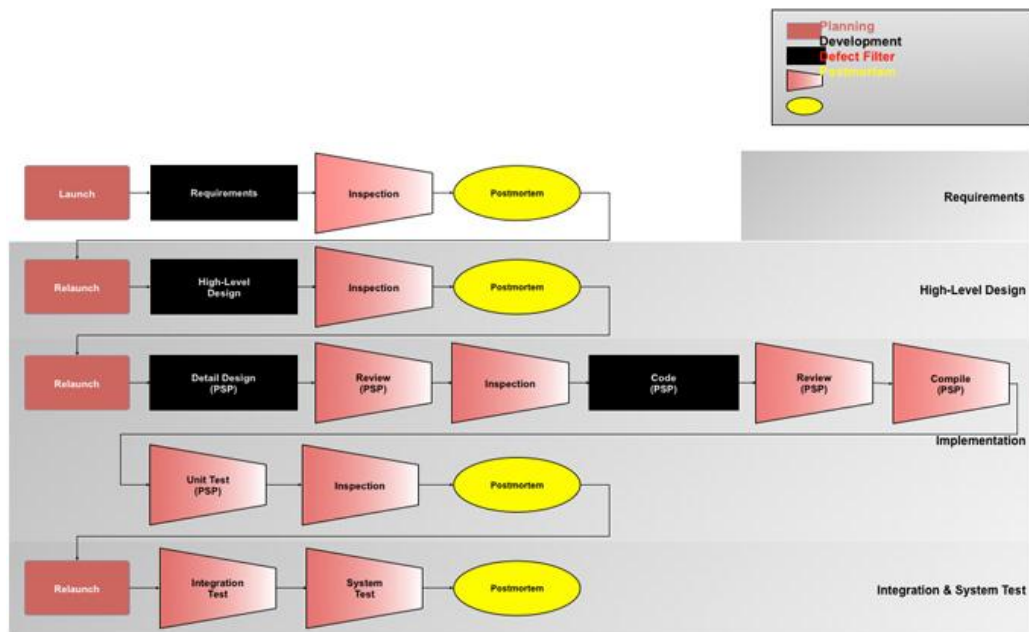 Planning
Development
Defect Filter
Postmortem
Launch
Requirements
Inspection
Postmortem
Requirements
Relaunch
High-Level
Design
Inspection
Postmortem
High-Level Design
Relaunch
Detail Design
(PSP)
Review
(PSP)
Inspection
Code
(PSP)
Review
(PSP)
Compile
(PSP)
Implementation
Unit Test
(PSP)
Inspection
Postmortem
Relaunch
Integration
Test
System
Test
Postmortem
Integration & System Test